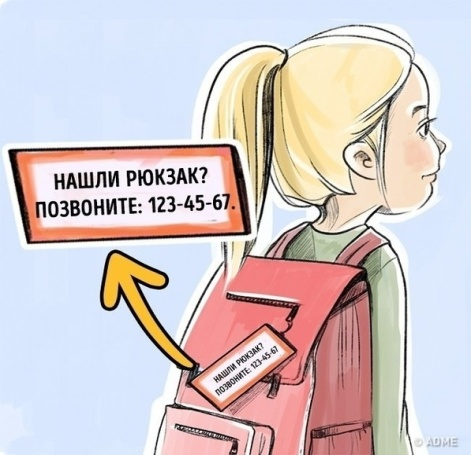 НАШЛИ РЮКЗАК?
ПОЗВОНИТЕ: 123-45-67.
НАШЛИ РЮКЗАК?
ПОЗВОНИТЕ: 123-45-67
© ADME